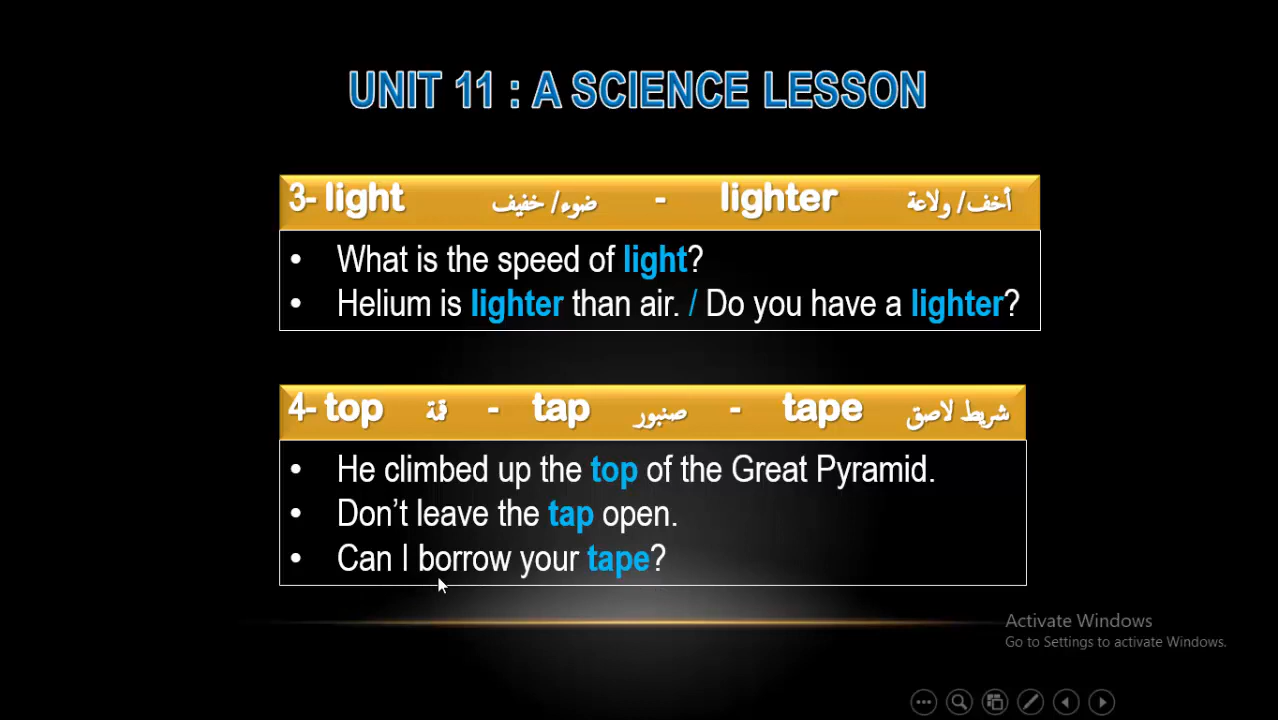 UNIT 11 : A SCIENCE LESSON
3- light ضوء/ خفيف - lighter أخف/ ولاعة
• What is the speed of light?
• Helium is lighter than air. / Do you have a lighter?
4- top قمة - tap صنبور - tape شريط لاصق
• He climbed up the top of the Great Pyramid.
• Don't leave the tap open.
• Can I borrow your tape?
Activate Windows
Go to Settings to activate Windows.